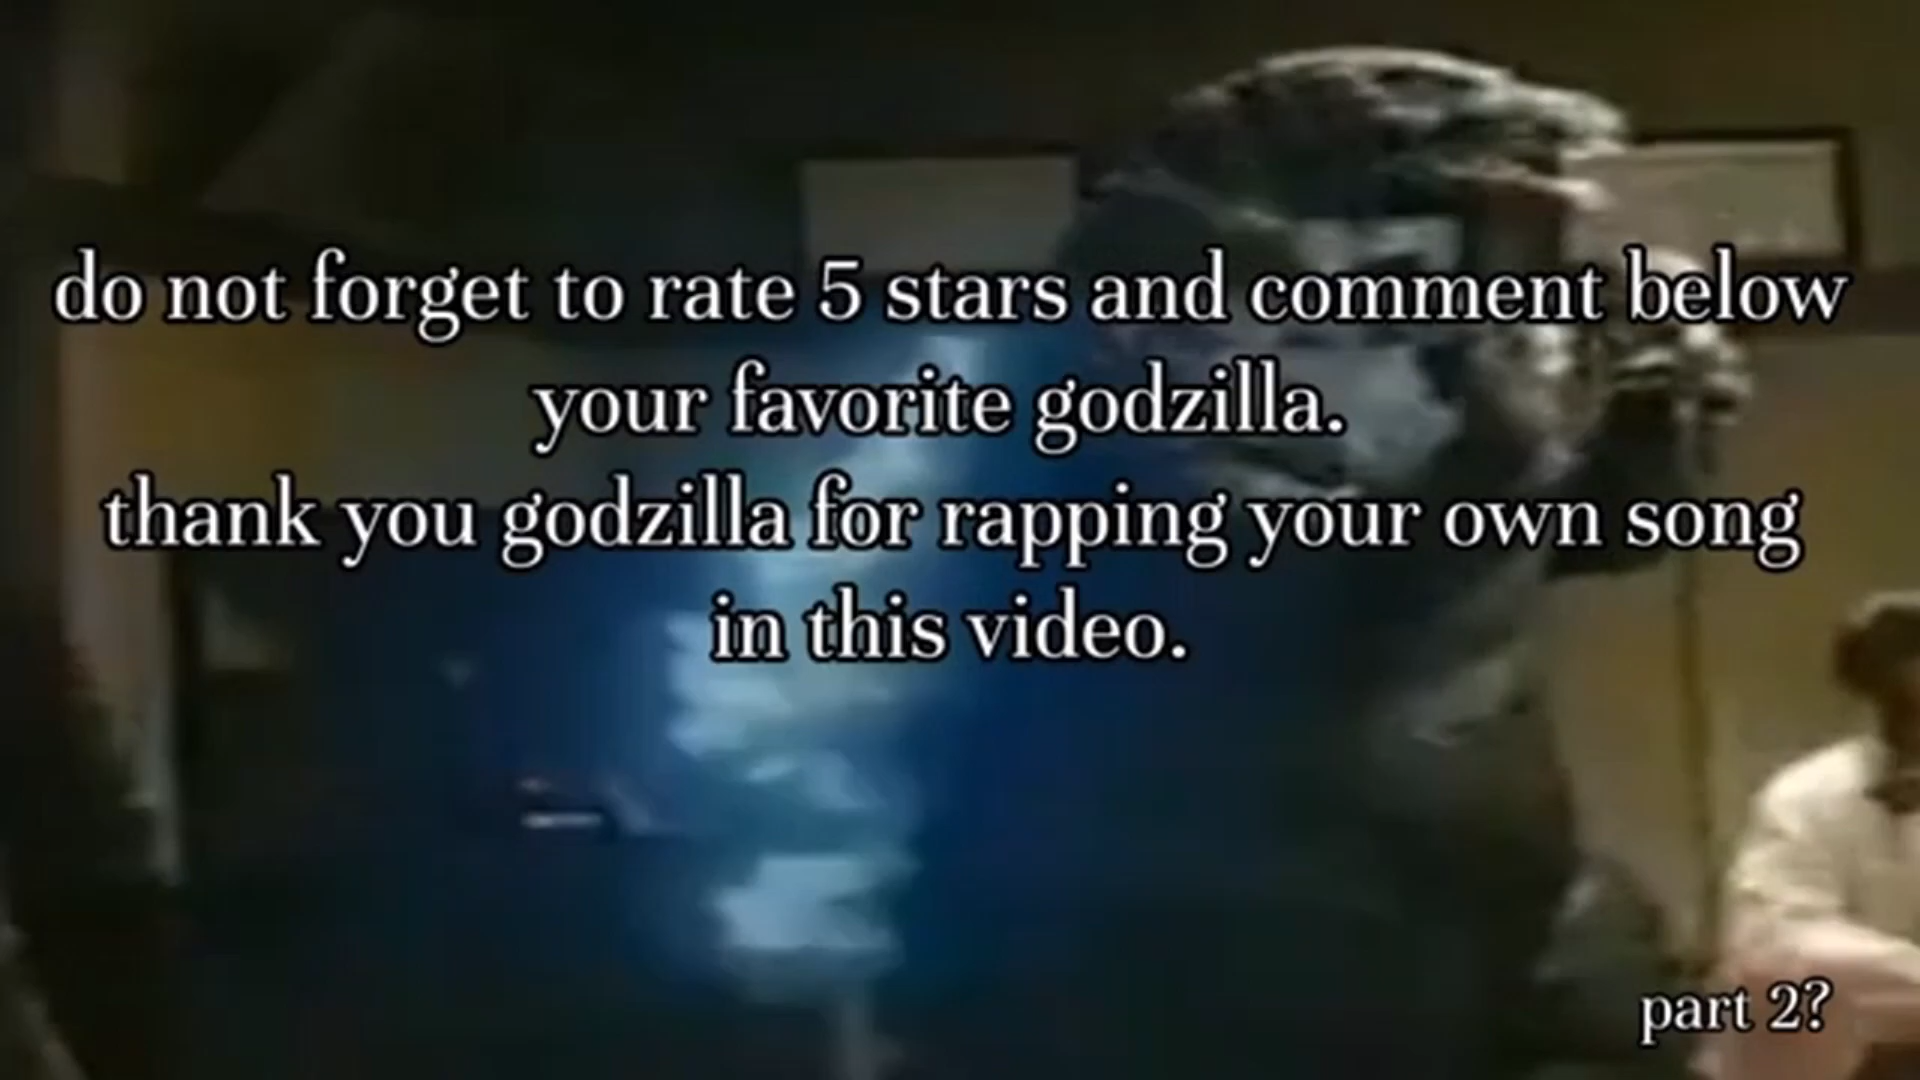 do not forget to rate 5 stars and comment below
your favorite godzilla.
thank you godzilla for rapping your own song
in this video.
part 2?